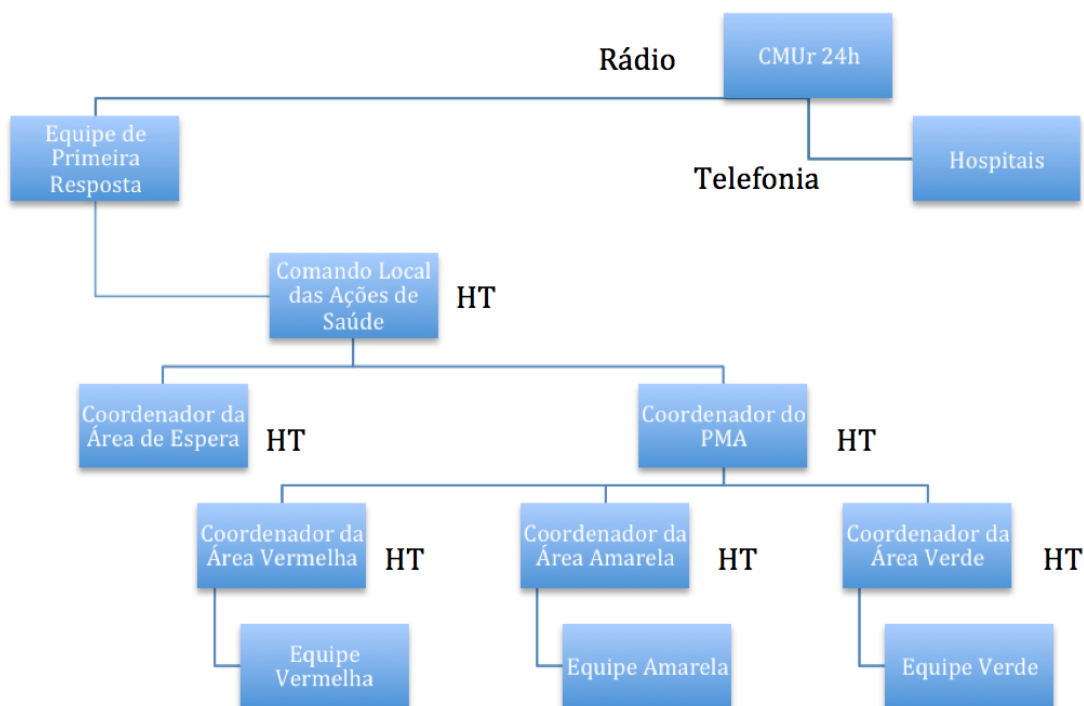 Rádio
CMUr 24h
Equipe de
Primeira
Resposta
Telefonia
Hospitais
Comando Local
das Ações de
Saúde
HT
Coordenador da
Área de Espera
HT
Coordenador do
PMA
HT
Coordenador da
Área Vermelha
HT
Coordenador da
Área Amarela
HT
Coordenador da
Área Verde
HT
Equipe
Vermelha
Equipe Amarela
Equipe Verde